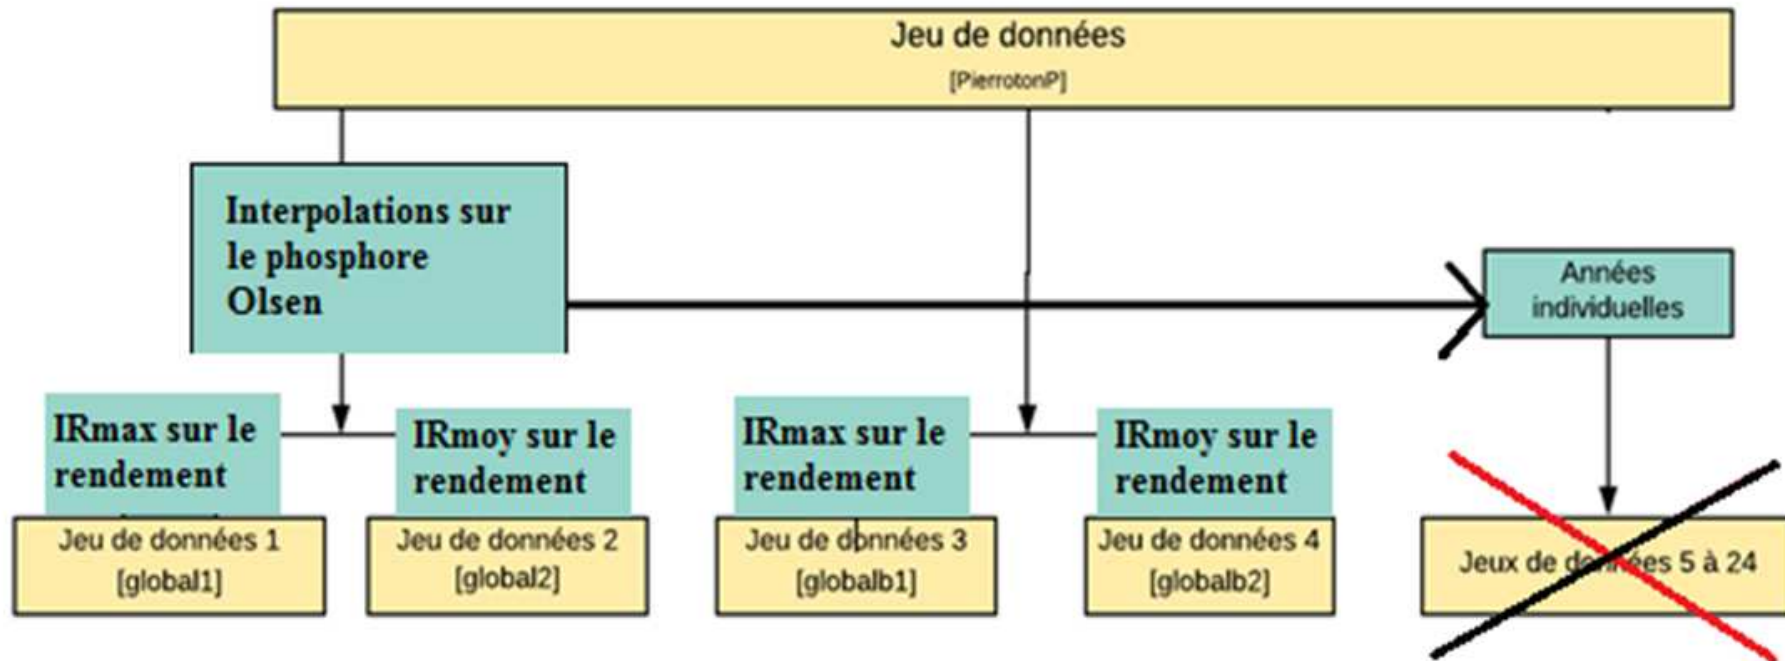 Jeu de données
[PierrotonP]
Interpolations sur
le phosphore
Olsen
Années
individuelles
IRmax sur le
rendement
IRmoy sur le
rendement
IRmax sur le
rendement
IRmoy sur le
rendement
Jeu de données 1
[global1]
Jeu de données 2
[global2]
Jeu de données 3
[globalb1]
Jeu de données 4
[globalb2]
Jeux de données 5 à 24